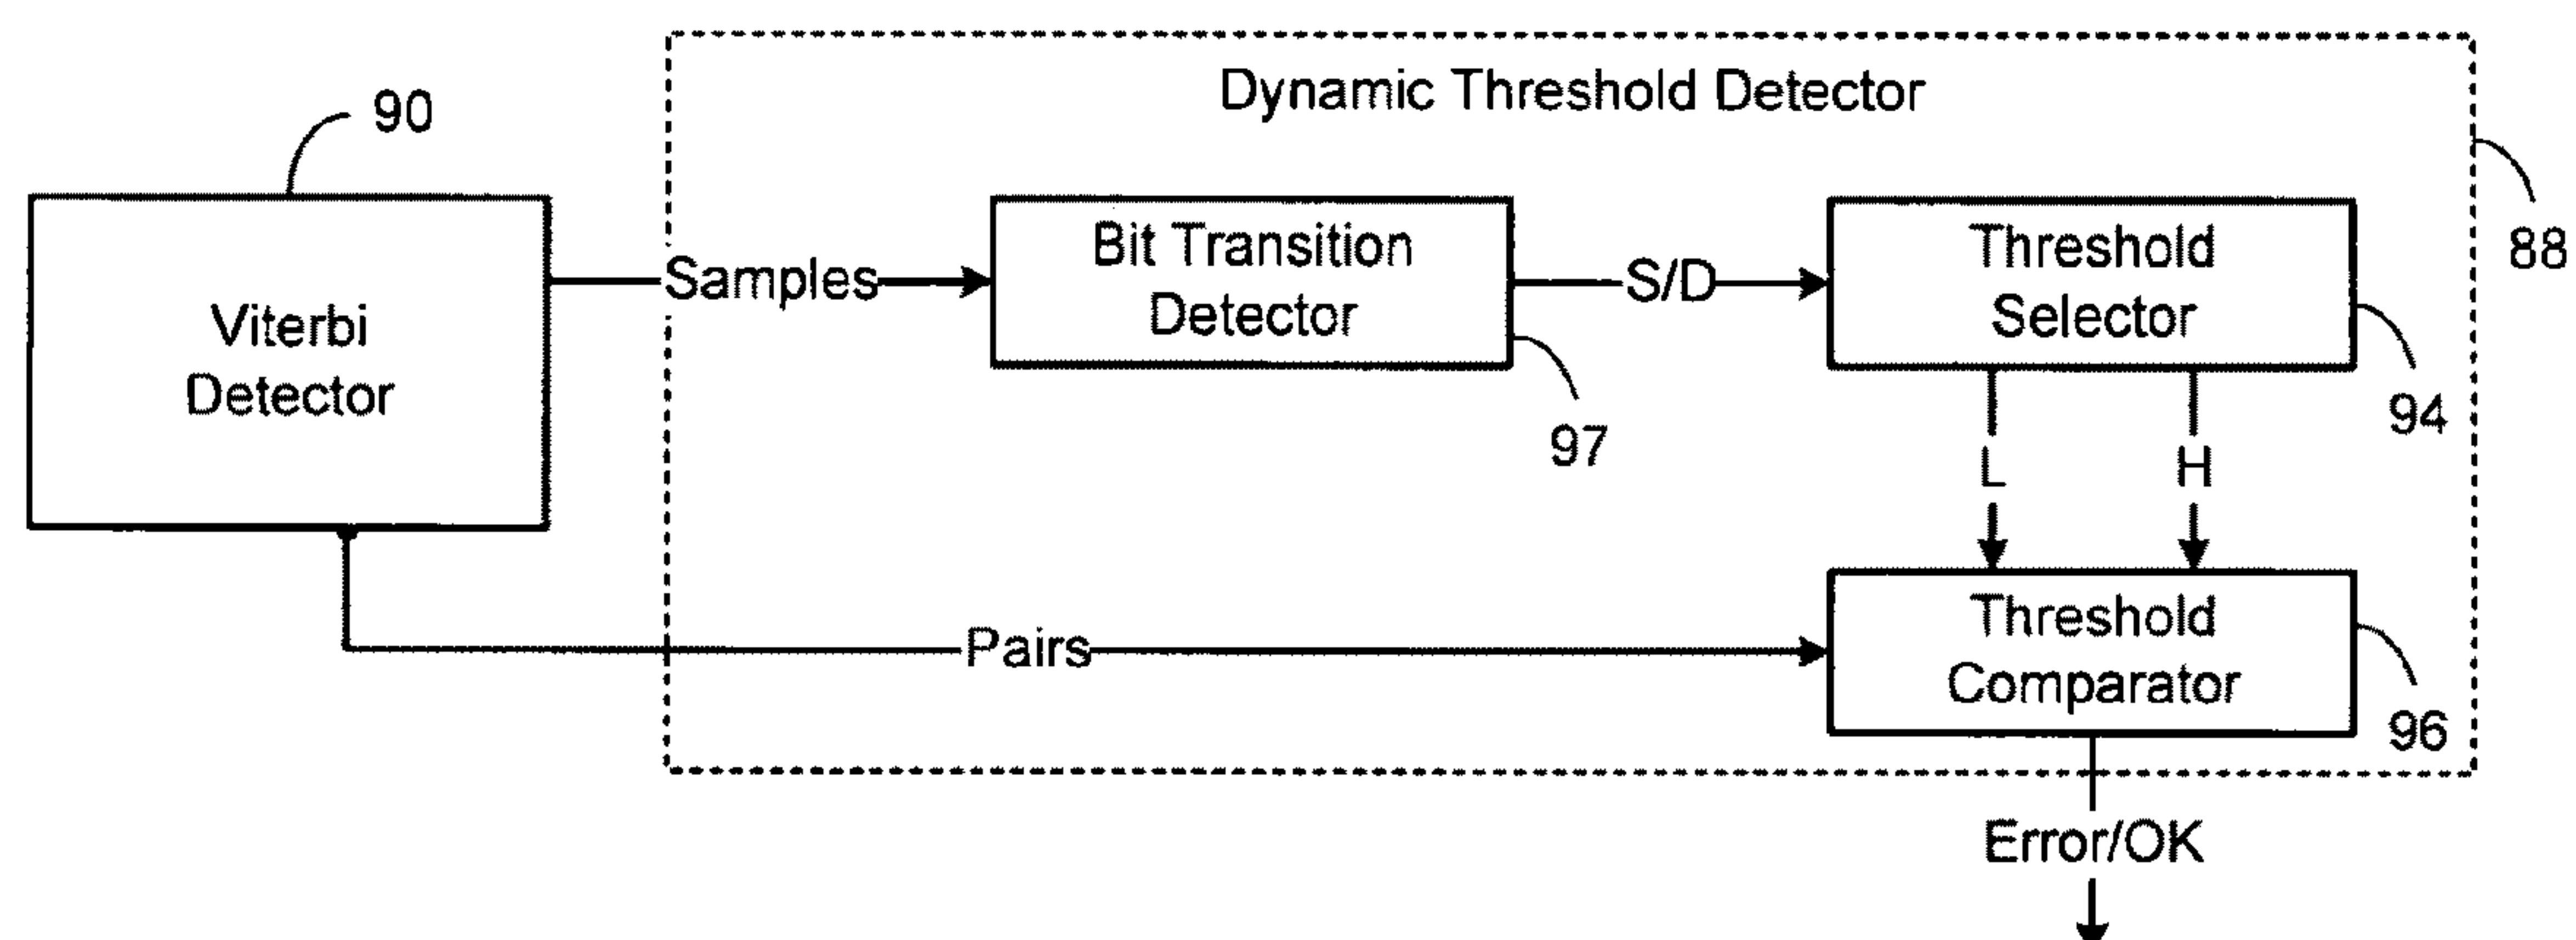 Dynamic Threshold Detector
90
88
Viterbi
Detector
Samples
Bit Transition
Detector
97
S/D
Threshold
Selector
94
L
H
Pairs
Threshold
Comparator
96
Error/OK